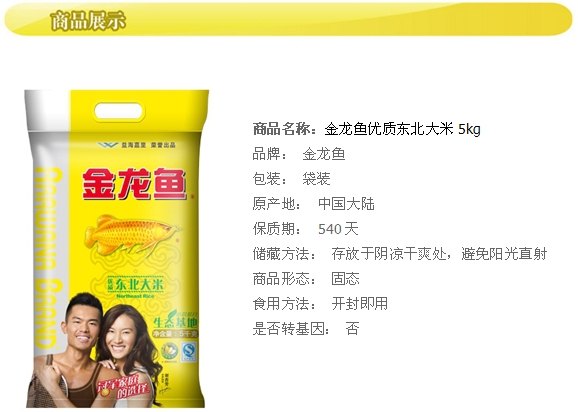 商品展示
益海嘉里 荣誉出品
金龙鱼
优质
东北大米
Northeast Rice
生态基地
净含量:5千克
冠军家庭
的选择
商品名称：金龙鱼优质东北大米 5kg
品牌： 金龙鱼
包装： 袋装
原产地： 中国大陆
保质期： 540 天
储藏方法： 存放于阴凉干爽处，避免阳光直射
商品形态： 固态
食用方法： 开封即用
是否转基因： 否